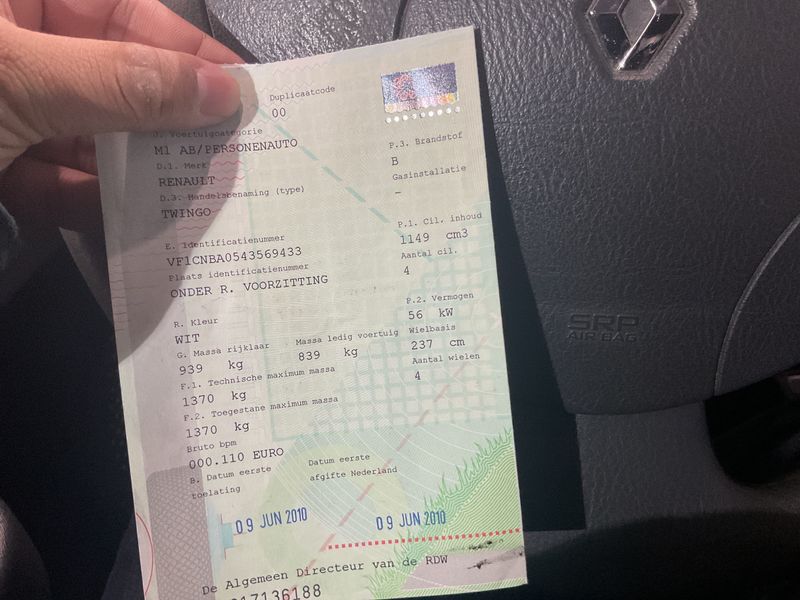 Duplicaatcode
00
J. Voertuigcategorie
M1 AB/PERSONENAUTO
P.3. Brandstof
B
D.1. Merk
RENAULT
Gasinstallatie
–
D.3. Handelsbenaming (type)
TWINGO
P.1. Cil. inhoud
1149 cm3
E. Identificatienummer
VF1CNBA0543569433
Aantal cil.
4
Plaats identificatienummer
ONDER R. VOORZITTING
P.2. Vermogen
56 kW
R. Kleur
WIT
G. Massa rijklaar
Massa ledig voertuig
Wielbasis
939 kg
839 kg
237 cm
F.1. Technische maximum massa
1370 kg
Aantal wielen
4
F.2. Toegestane maximum massa
1370 kg
Bruto bpm
000.110 EURO
B. Datum eerste
toelating
Datum eerste
afgifte Nederland
09 JUN 2010
09 JUN 2010
De Algemeen Directeur van de RDW
17136188
SRP
AIR BAG